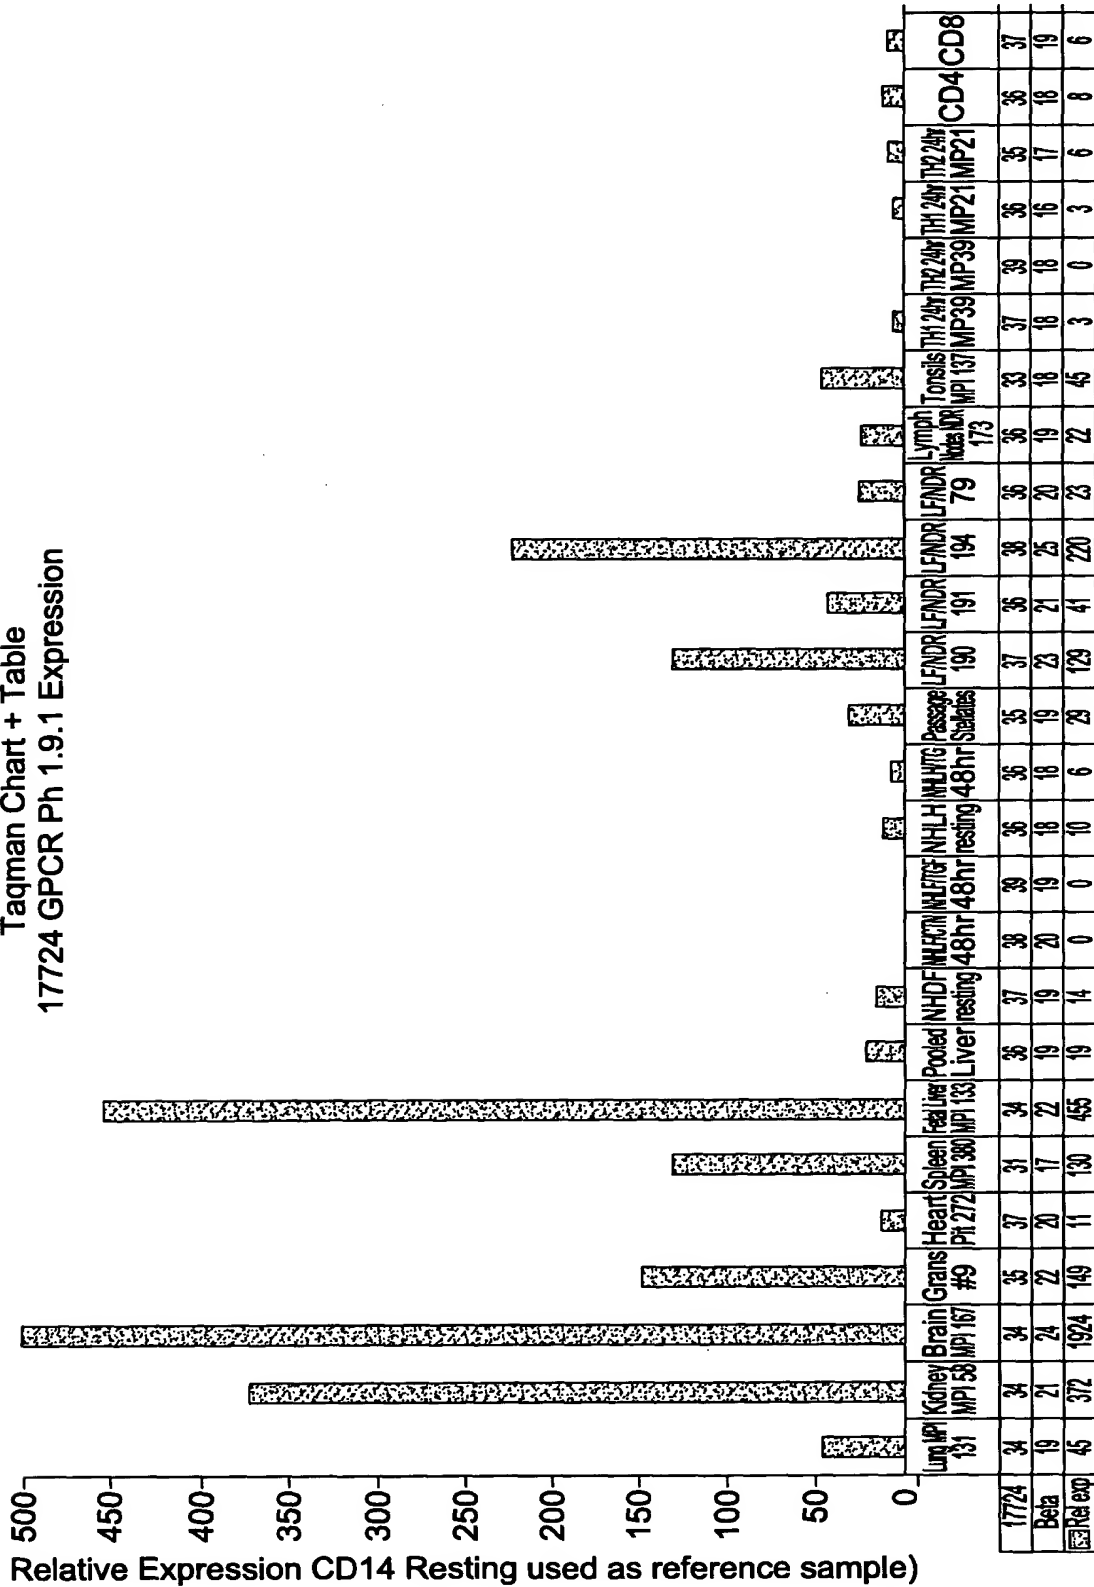 Taqman Chart + Table
17724 GPCR Ph 1.9.1 Expression
Relative Expression CD14 Resting used as reference sample)
500
450
400
350
300
250
200
150
100
50
0
Lung MPI 131
Kidney MPI 58
Brain MPI 167
Grans #9
Heart Pit 272
Spleen MPI 380
Fetal Liver MPI 133
Pooled Liver
NHDF resting
NHLF/CTN 48hr
NHLF/TGF 48hr
NHLH resting
NHLH/TG 48hr
Passage Stellates
LF/NDR 190
LF/NDR 191
LF/NDR 194
LF/NDR 79
Lymph Nodes NDR 173
Tonsils MPI 137
TH1 24hr MP39
TH2 24hr MP39
TH1 24hr MP21
TH2 24hr MP21
CD4
CD8
17724 34 34 34 35 37 31 34 36 37 38 39 36 36 35 37 36 38 36 36 33 37 39 36 35 36 37
Beta 19 21 24 22 20 17 22 19 19 20 19 18 18 19 23 21 25 20 19 18 18 18 16 17 18 19
Rel exp 45 372 1924 149 11 130 455 19 14 0 0 10 6 29 129 41 220 23 22 45 3 0 3 6 8 6